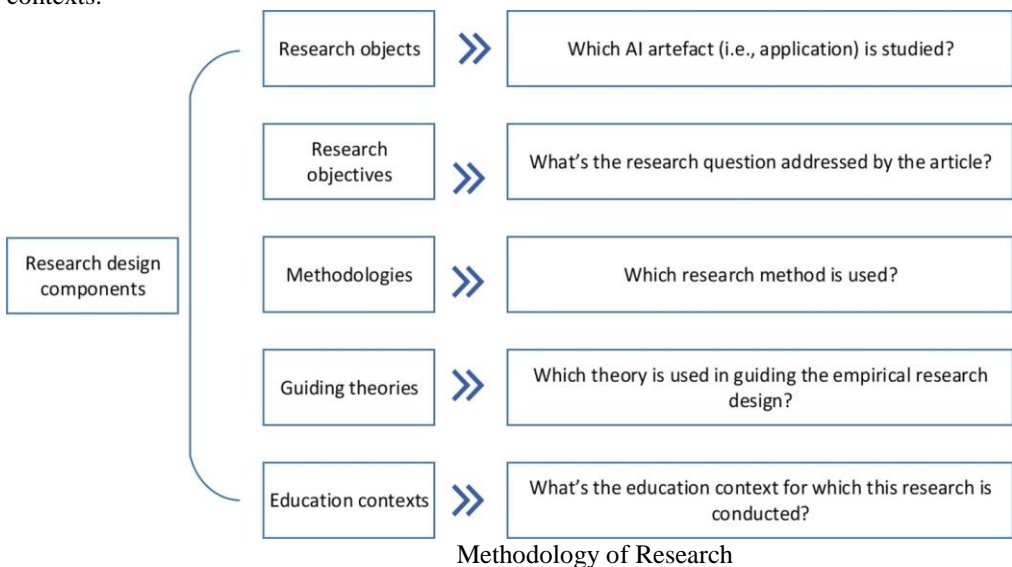 contexts.
Research objects
Which AI artefact (i.e., application) is studied?
Research
objectives
What's the research question addressed by the article?
Research design
components
Methodologies
Which research method is used?
Guiding theories
Which theory is used in guiding the empirical research
design?
Education contexts
What's the education context for which this research is
conducted?
Methodology of Research